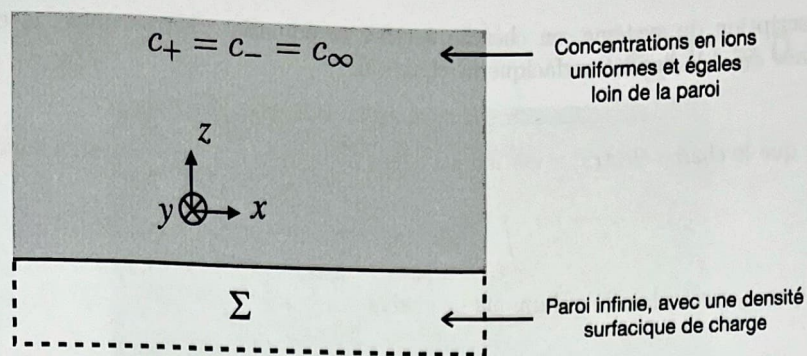 c₊ = c₋ = c∞
Concentrations en ions
uniformes et égales
loin de la paroi
z
y x
Σ
Paroi infinie, avec une densité
surfacique de charge